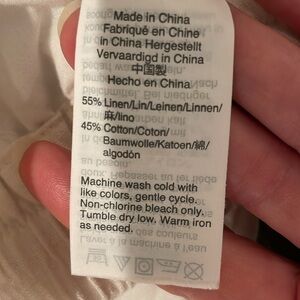 Made in China
Fabriqué en Chine
in China Hergestellt
Vervaardigd in China
中国製
Hecho en China
55% Linen/Lin/Leinen/Linnen/
麻/lino
45% Cotton/Coton/
Baumwolle/Katoen/綿/
algodón
Machine wash cold with
like colors, gentle cycle.
Non-chlorine bleach only.
Tumble dry low. Warm iron
as needed.